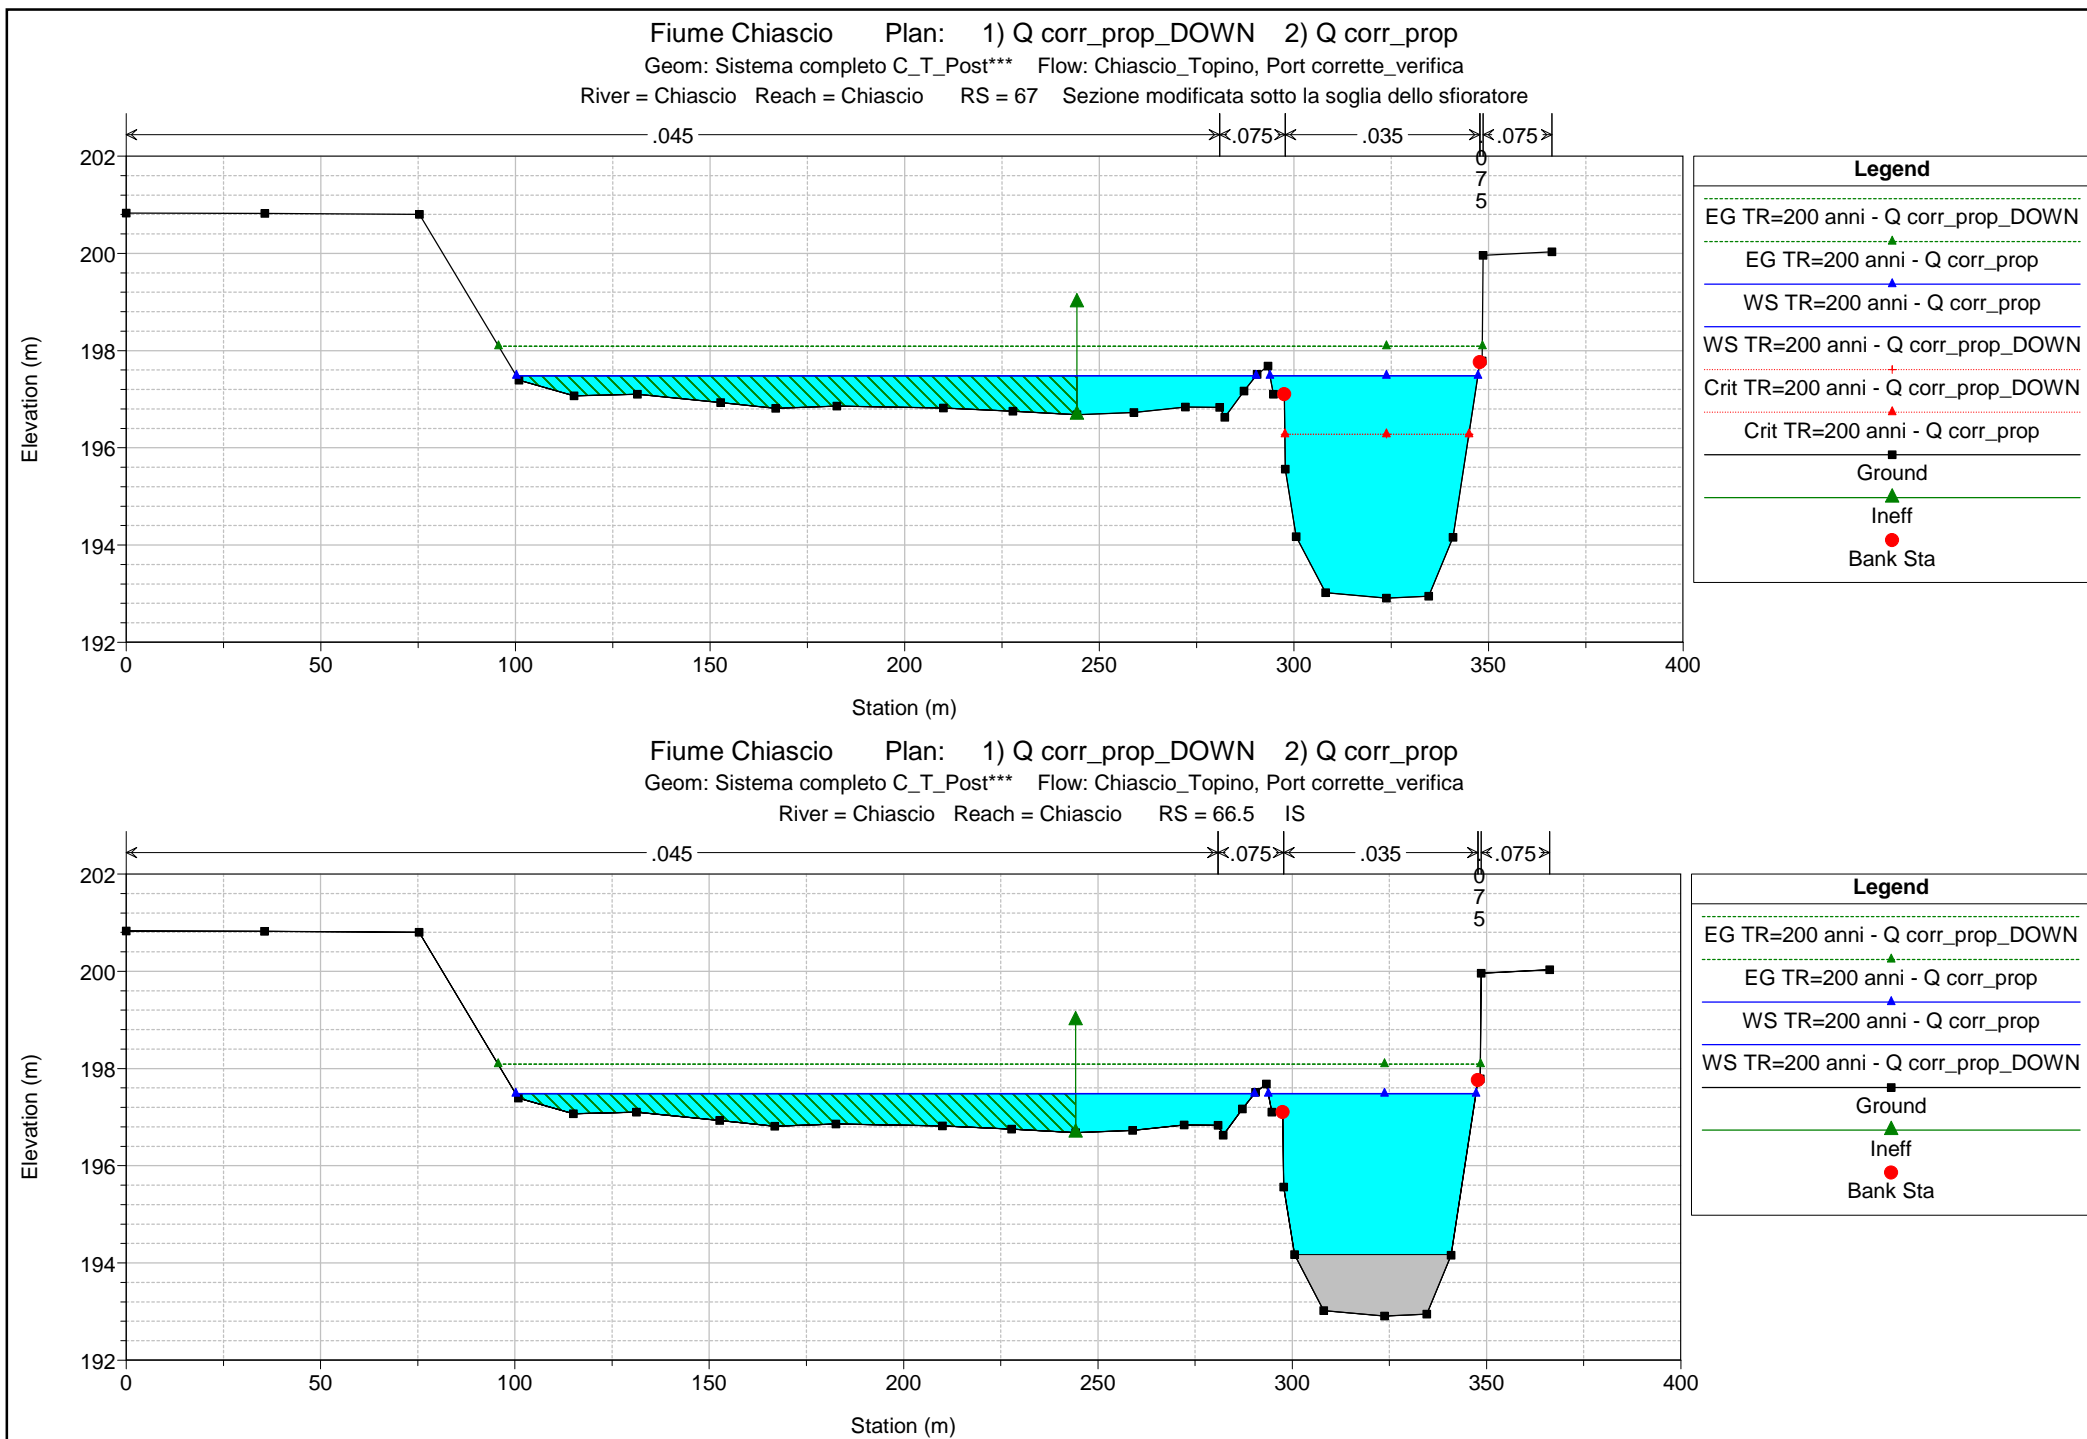 Fiume Chiascio Plan: 1) Q corr_prop_DOWN 2) Q corr_prop
Geom: Sistema completo C_T_Post*** Flow: Chiascio_Topino, Port corrette_verifica
River = Chiascio Reach = Chiascio RS = 67 Sezione modificata sotto la soglia dello sfioratore
.045 .075 .035 .075 .075
202
200
198
196
194
192
Elevation (m)
0 50 100 150 200 250 300 350 400
Station (m)
Legend
EG TR=200 anni - Q corr_prop_DOWN
EG TR=200 anni - Q corr_prop
WS TR=200 anni - Q corr_prop
WS TR=200 anni - Q corr_prop_DOWN
Crit TR=200 anni - Q corr_prop_DOWN
Crit TR=200 anni - Q corr_prop
Ground
Ineff
Bank Sta
Fiume Chiascio Plan: 1) Q corr_prop_DOWN 2) Q corr_prop
Geom: Sistema completo C_T_Post*** Flow: Chiascio_Topino, Port corrette_verifica
River = Chiascio Reach = Chiascio RS = 66.5 IS
.045 .075 .035 .075 .075
202
200
198
196
194
192
Elevation (m)
0 50 100 150 200 250 300 350 400
Station (m)
Legend
EG TR=200 anni - Q corr_prop_DOWN
EG TR=200 anni - Q corr_prop
WS TR=200 anni - Q corr_prop
WS TR=200 anni - Q corr_prop_DOWN
Ground
Ineff
Bank Sta